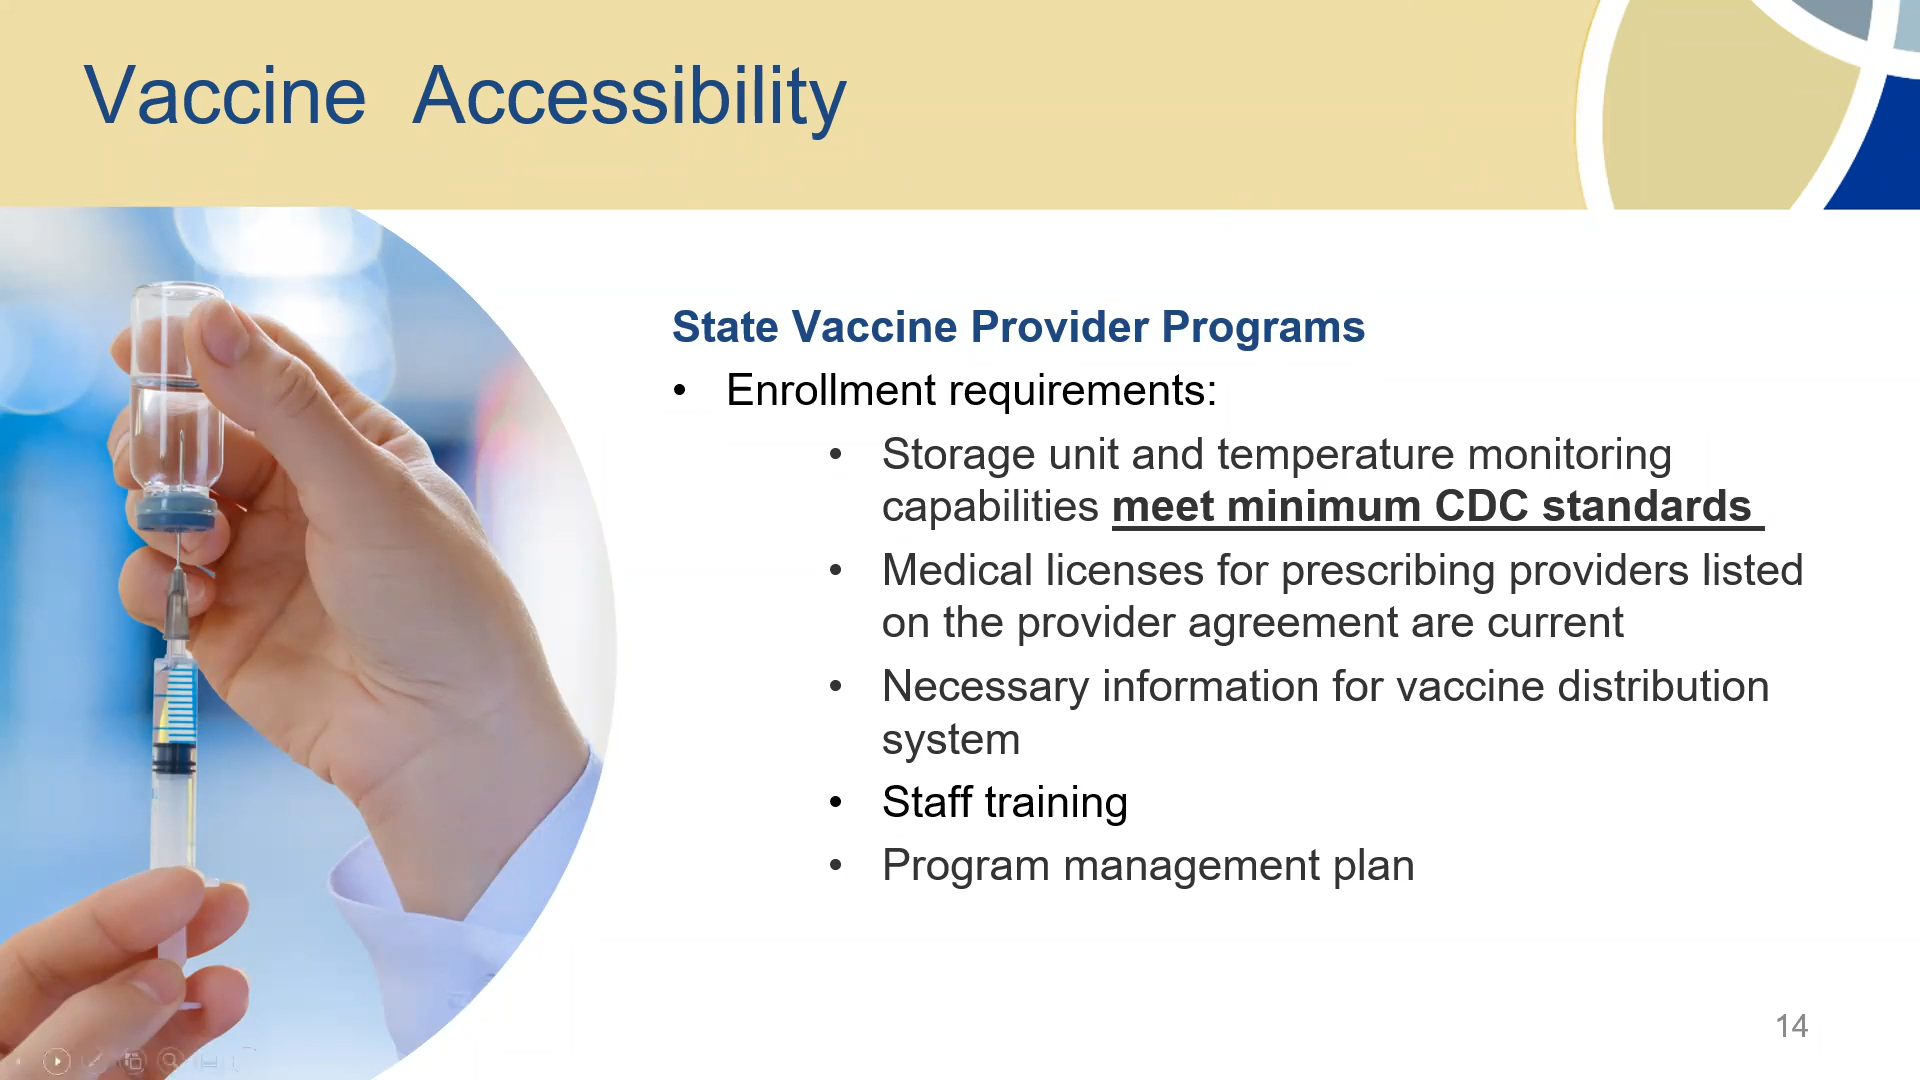 Vaccine Accessibility
State Vaccine Provider Programs
• Enrollment requirements:
• Storage unit and temperature monitoring
capabilities meet minimum CDC standards
• Medical licenses for prescribing providers listed
on the provider agreement are current
• Necessary information for vaccine distribution
system
• Staff training
• Program management plan
14